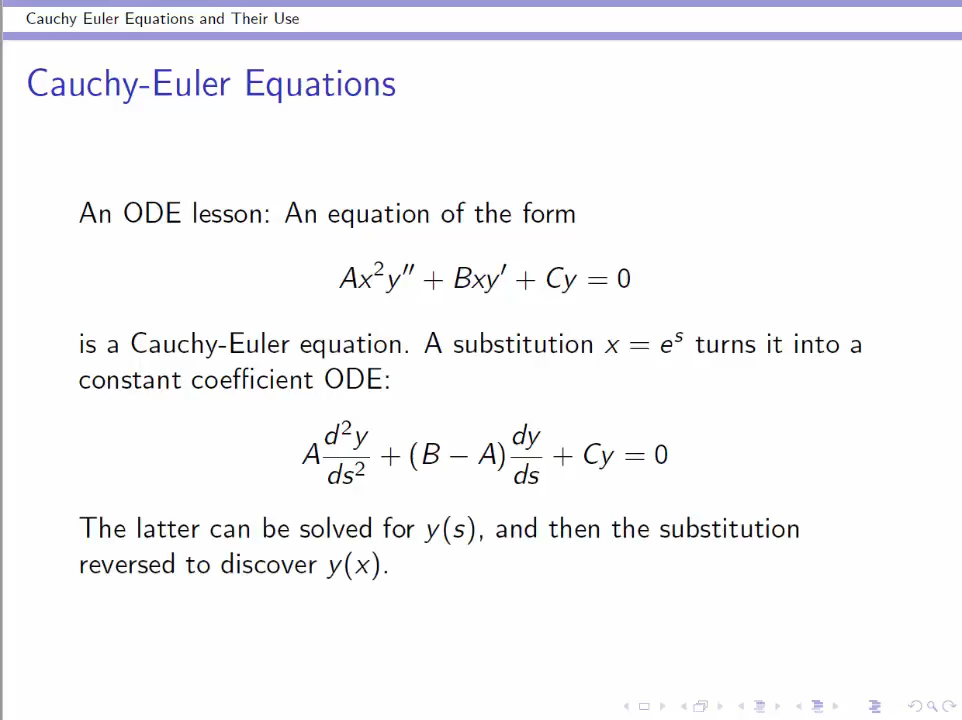 Cauchy Euler Equations and Their Use
Cauchy-Euler Equations
An ODE lesson: An equation of the form
Ax²y″ + Bxy′ + Cy = 0
is a Cauchy-Euler equation. A substitution x = eˢ turns it into a
constant coefficient ODE:
A d²y/ds² + (B − A) dy/ds + Cy = 0
The latter can be solved for y(s), and then the substitution
reversed to discover y(x).